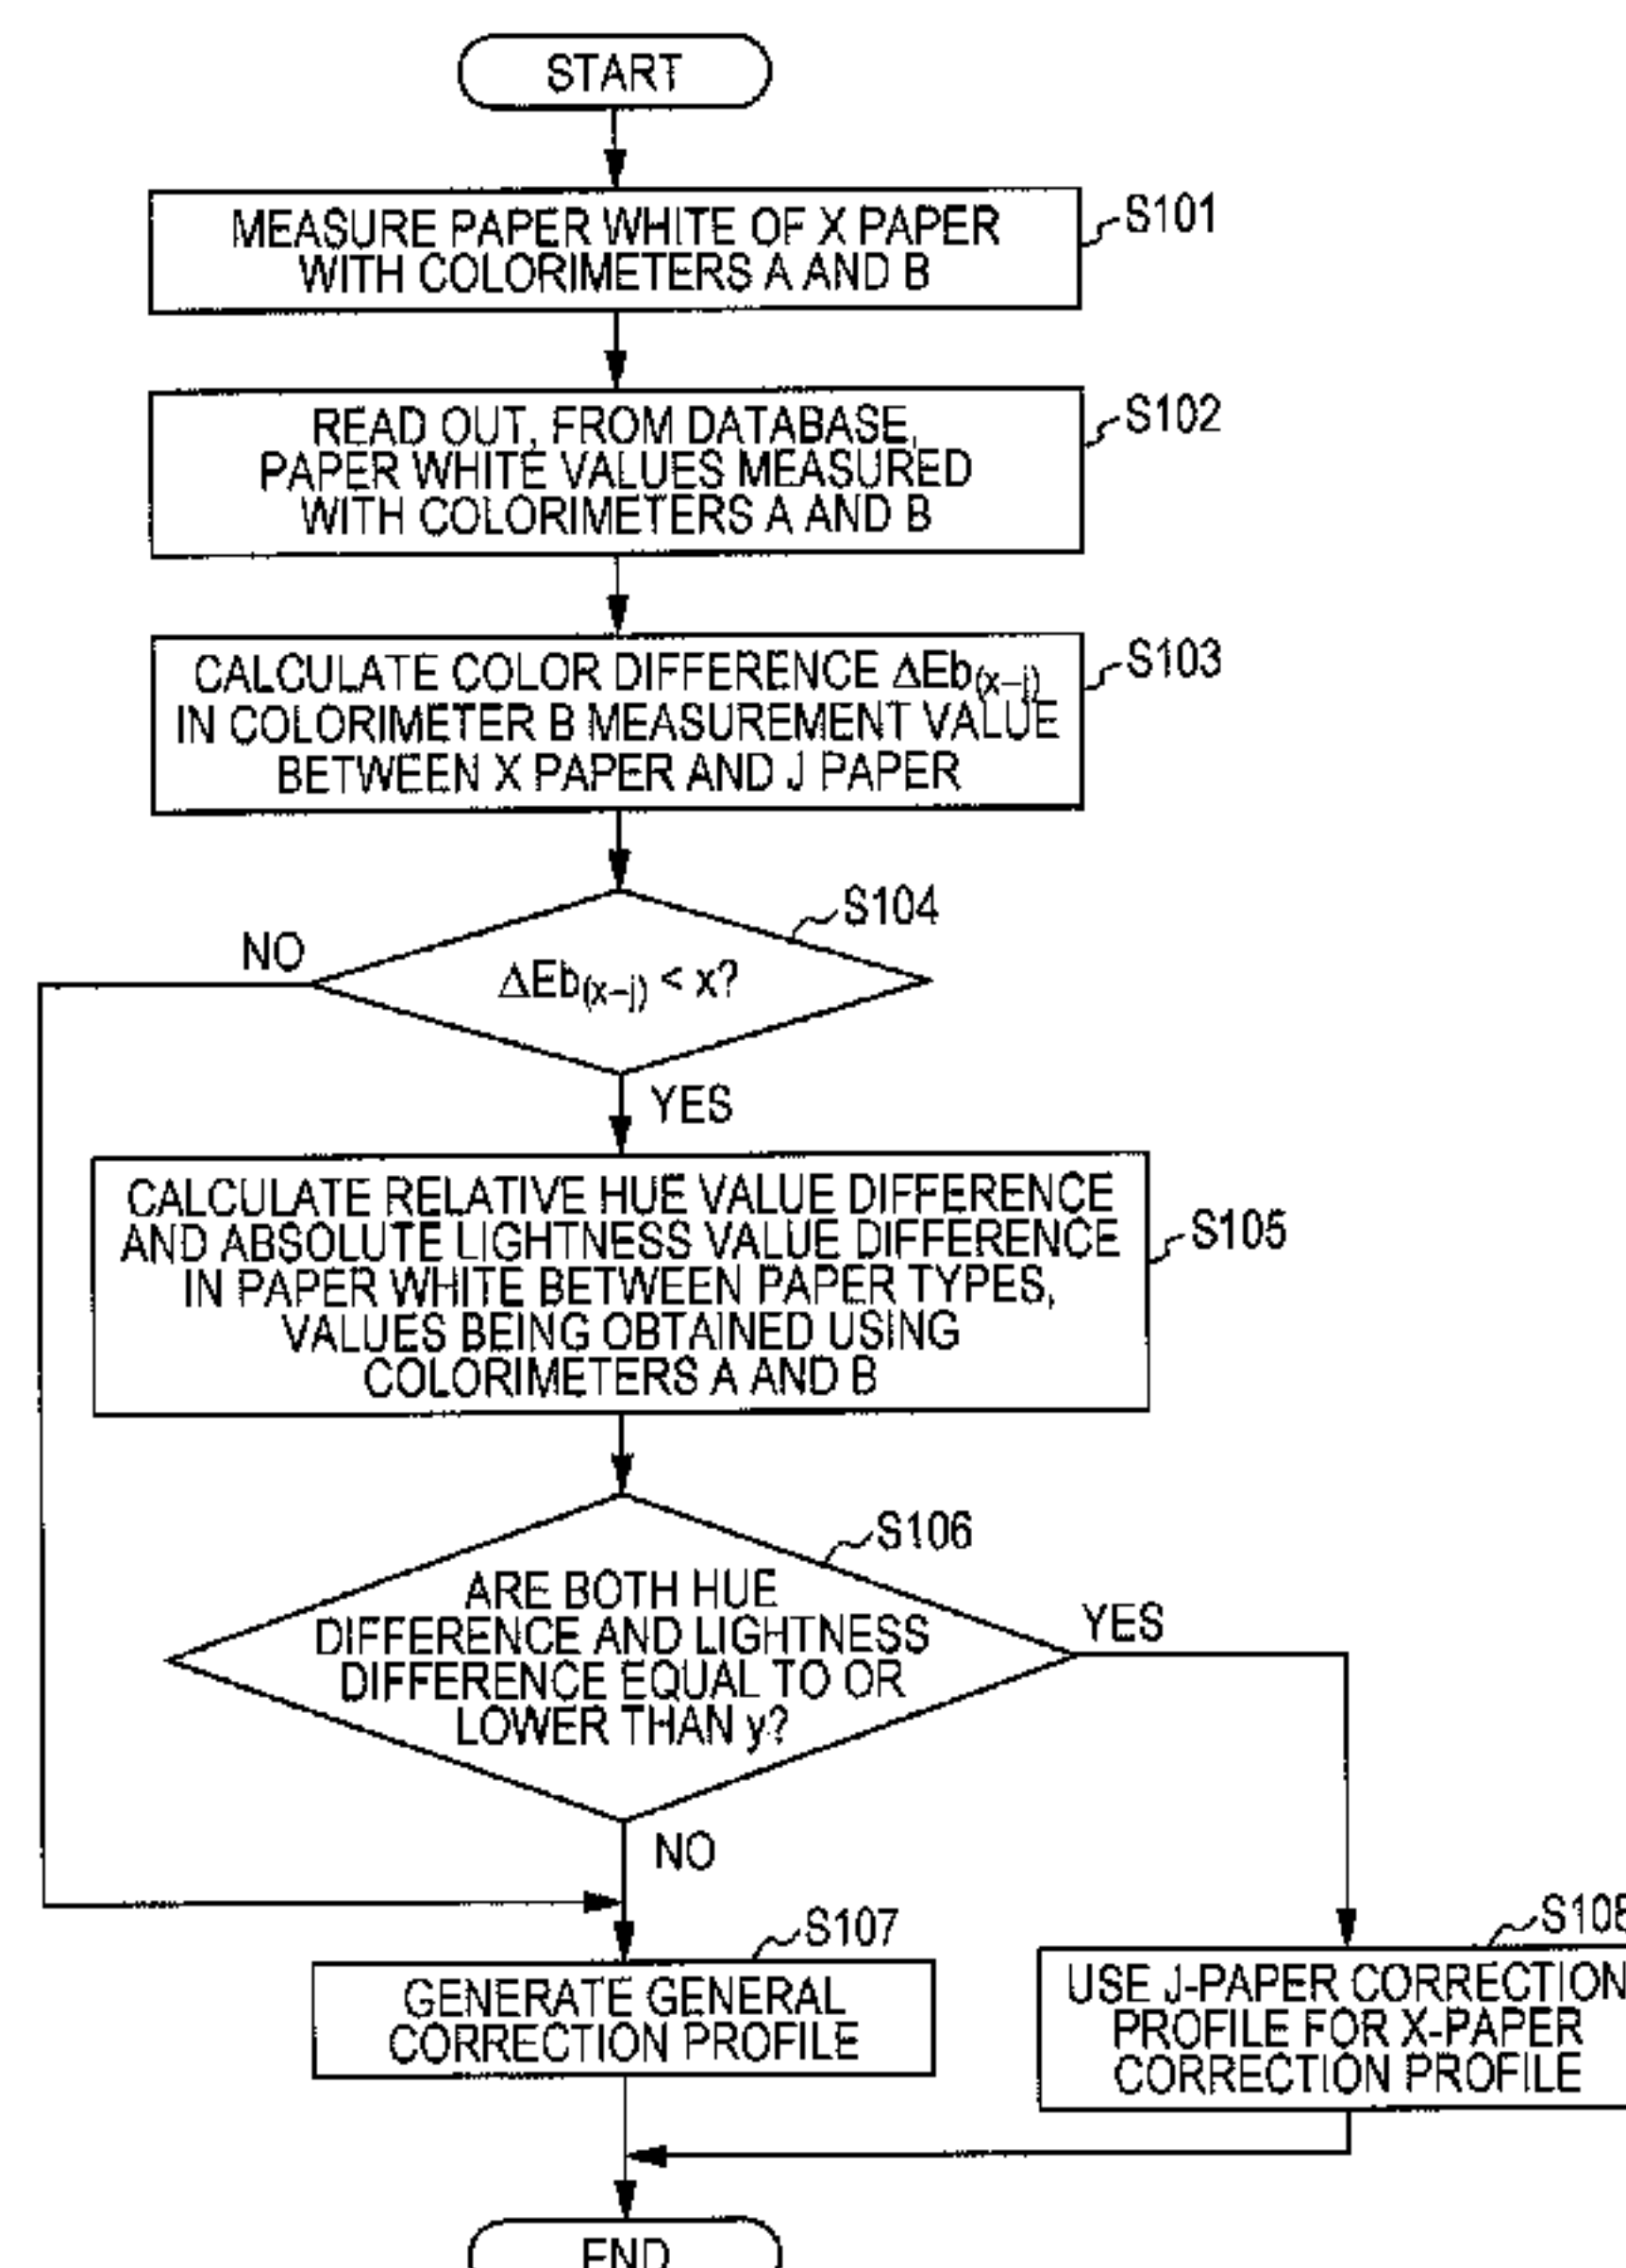 START
MEASURE PAPER WHITE OF X PAPER
WITH COLORIMETERS A AND B
S101
READ OUT, FROM DATABASE,
PAPER WHITE VALUES MEASURED
WITH COLORIMETERS A AND B
S102
CALCULATE COLOR DIFFERENCE ΔEb(x–j)
IN COLORIMETER B MEASUREMENT VALUE
BETWEEN X PAPER AND J PAPER
S103
S104
NO
ΔEb(x–j) < x?
YES
CALCULATE RELATIVE HUE VALUE DIFFERENCE
AND ABSOLUTE LIGHTNESS VALUE DIFFERENCE
IN PAPER WHITE BETWEEN PAPER TYPES,
VALUES BEING OBTAINED USING
COLORIMETERS A AND B
S105
S106
ARE BOTH HUE
DIFFERENCE AND LIGHTNESS
DIFFERENCE EQUAL TO OR
LOWER THAN y?
YES
NO
S107
GENERATE GENERAL
CORRECTION PROFILE
S108
USE J-PAPER CORRECTION
PROFILE FOR X-PAPER
CORRECTION PROFILE
END